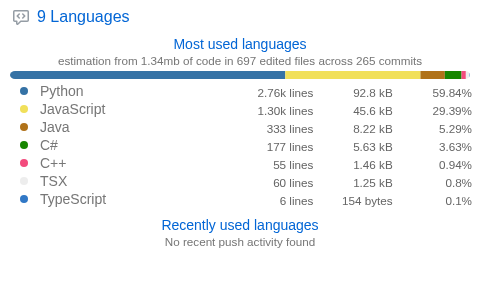 9 Languages
Most used languages
estimation from 1.34mb of code in 697 edited files across 265 commits
Python 2.76k lines 92.8 kB 59.84%
JavaScript 1.30k lines 45.6 kB 29.39%
Java 333 lines 8.22 kB 5.29%
C# 177 lines 5.63 kB 3.63%
C++ 55 lines 1.46 kB 0.94%
TSX 60 lines 1.25 kB 0.8%
TypeScript 6 lines 154 bytes 0.1%
Recently used languages
No recent push activity found